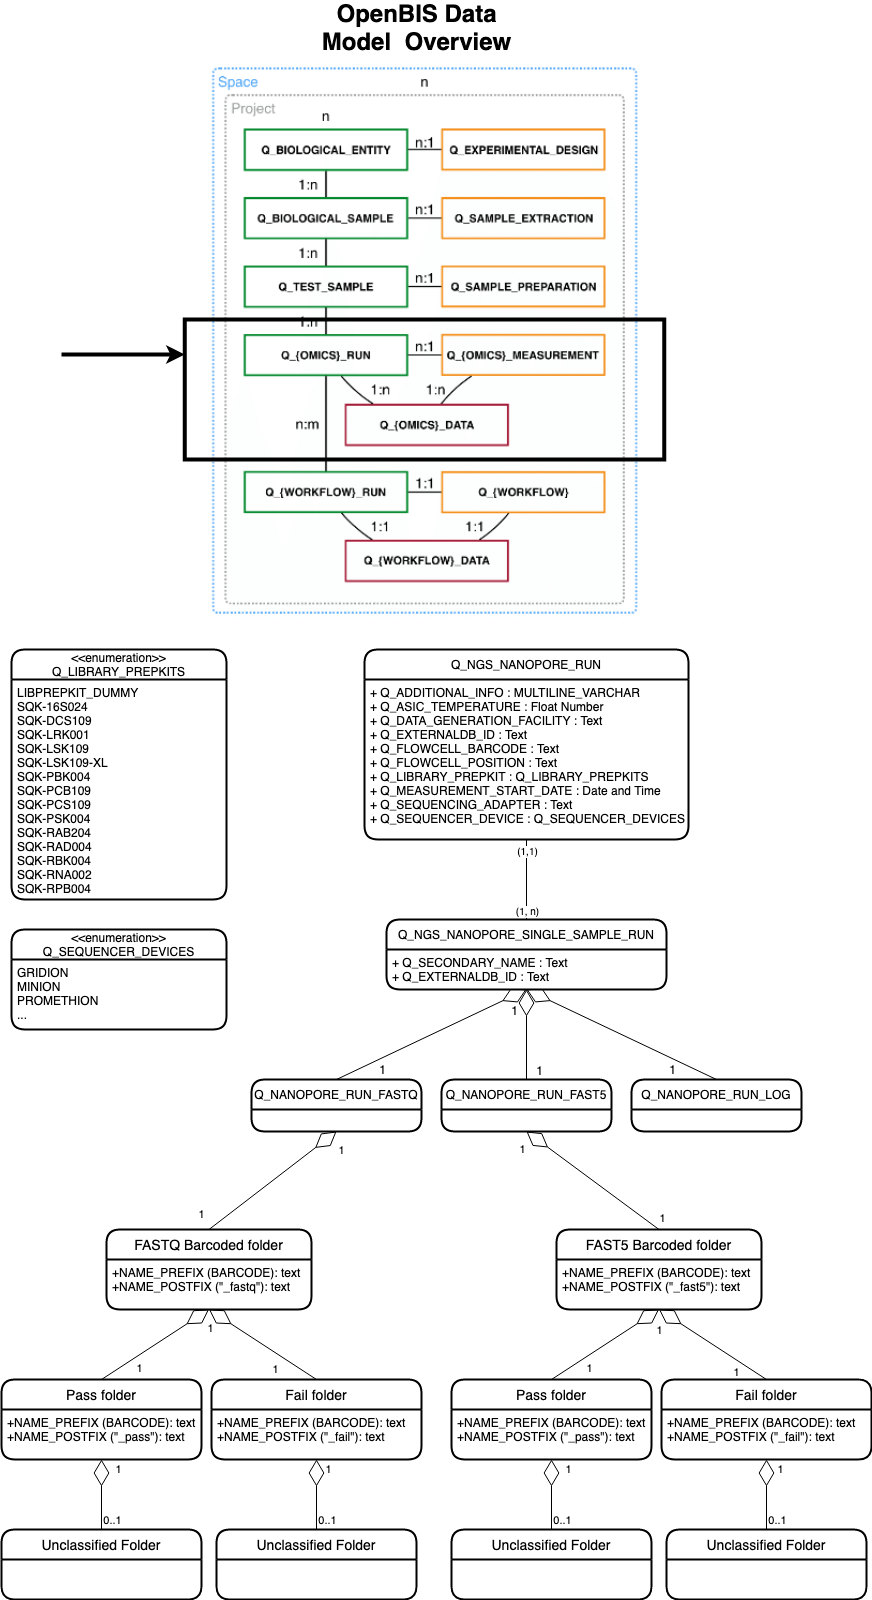 OpenBIS Data
Model Overview
Space
n
Project
n
Q_BIOLOGICAL_ENTITY
n:1
Q_EXPERIMENTAL_DESIGN
1:n
Q_BIOLOGICAL_SAMPLE
n:1
Q_SAMPLE_EXTRACTION
1:n
Q_TEST_SAMPLE
n:1
Q_SAMPLE_PREPARATION
1:n
Q_{OMICS}_RUN
n:1
Q_{OMICS}_MEASUREMENT
1:n
1:n
Q_{OMICS}_DATA
n:m
Q_{WORKFLOW}_RUN
1:1
Q_{WORKFLOW}
1:1
1:1
Q_{WORKFLOW}_DATA
<<enumeration>>
Q_LIBRARY_PREPKITS
LIBPREPKIT_DUMMY
SQK-16S024
SQK-DCS109
SQK-LRK001
SQK-LSK109
SQK-LSK109-XL
SQK-PBK004
SQK-PCB109
SQK-PCS109
SQK-PSK004
SQK-RAB204
SQK-RAD004
SQK-RBK004
SQK-RNA002
SQK-RPB004
Q_NGS_NANOPORE_RUN
+ Q_ADDITIONAL_INFO : MULTILINE_VARCHAR
+ Q_ASIC_TEMPERATURE : Float Number
+ Q_DATA_GENERATION_FACILITY : Text
+ Q_EXTERNALDB_ID : Text
+ Q_FLOWCELL_BARCODE : Text
+ Q_FLOWCELL_POSITION : Text
+ Q_LIBRARY_PREPKIT : Q_LIBRARY_PREPKITS
+ Q_MEASUREMENT_START_DATE : Date and Time
+ Q_SEQUENCING_ADAPTER : Text
+ Q_SEQUENCER_DEVICE : Q_SEQUENCER_DEVICES
(1,1)
(1, n)
<<enumeration>>
Q_SEQUENCER_DEVICES
GRIDION
MINION
PROMETHION
...
Q_NGS_NANOPORE_SINGLE_SAMPLE_RUN
+ Q_SECONDARY_NAME : Text
+ Q_EXTERNALDB_ID : Text
1
1
1
1
Q_NANOPORE_RUN_FASTQ
Q_NANOPORE_RUN_FAST5
Q_NANOPORE_RUN_LOG
1
1
1
1
FASTQ Barcoded folder
+NAME_PREFIX (BARCODE): text
+NAME_POSTFIX ("_fastq"): text
FAST5 Barcoded folder
+NAME_PREFIX (BARCODE): text
+NAME_POSTFIX ("_fast5"): text
1
1
1
1
1
1
Pass folder
+NAME_PREFIX (BARCODE): text
+NAME_POSTFIX ("_pass"): text
Fail folder
+NAME_PREFIX (BARCODE): text
+NAME_POSTFIX ("_fail"): text
Pass folder
+NAME_PREFIX (BARCODE): text
+NAME_POSTFIX ("_pass"): text
Fail folder
+NAME_PREFIX (BARCODE): text
+NAME_POSTFIX ("_fail"): text
1
1
1
1
0..1
0..1
0..1
0..1
Unclassified Folder
Unclassified Folder
Unclassified Folder
Unclassified Folder